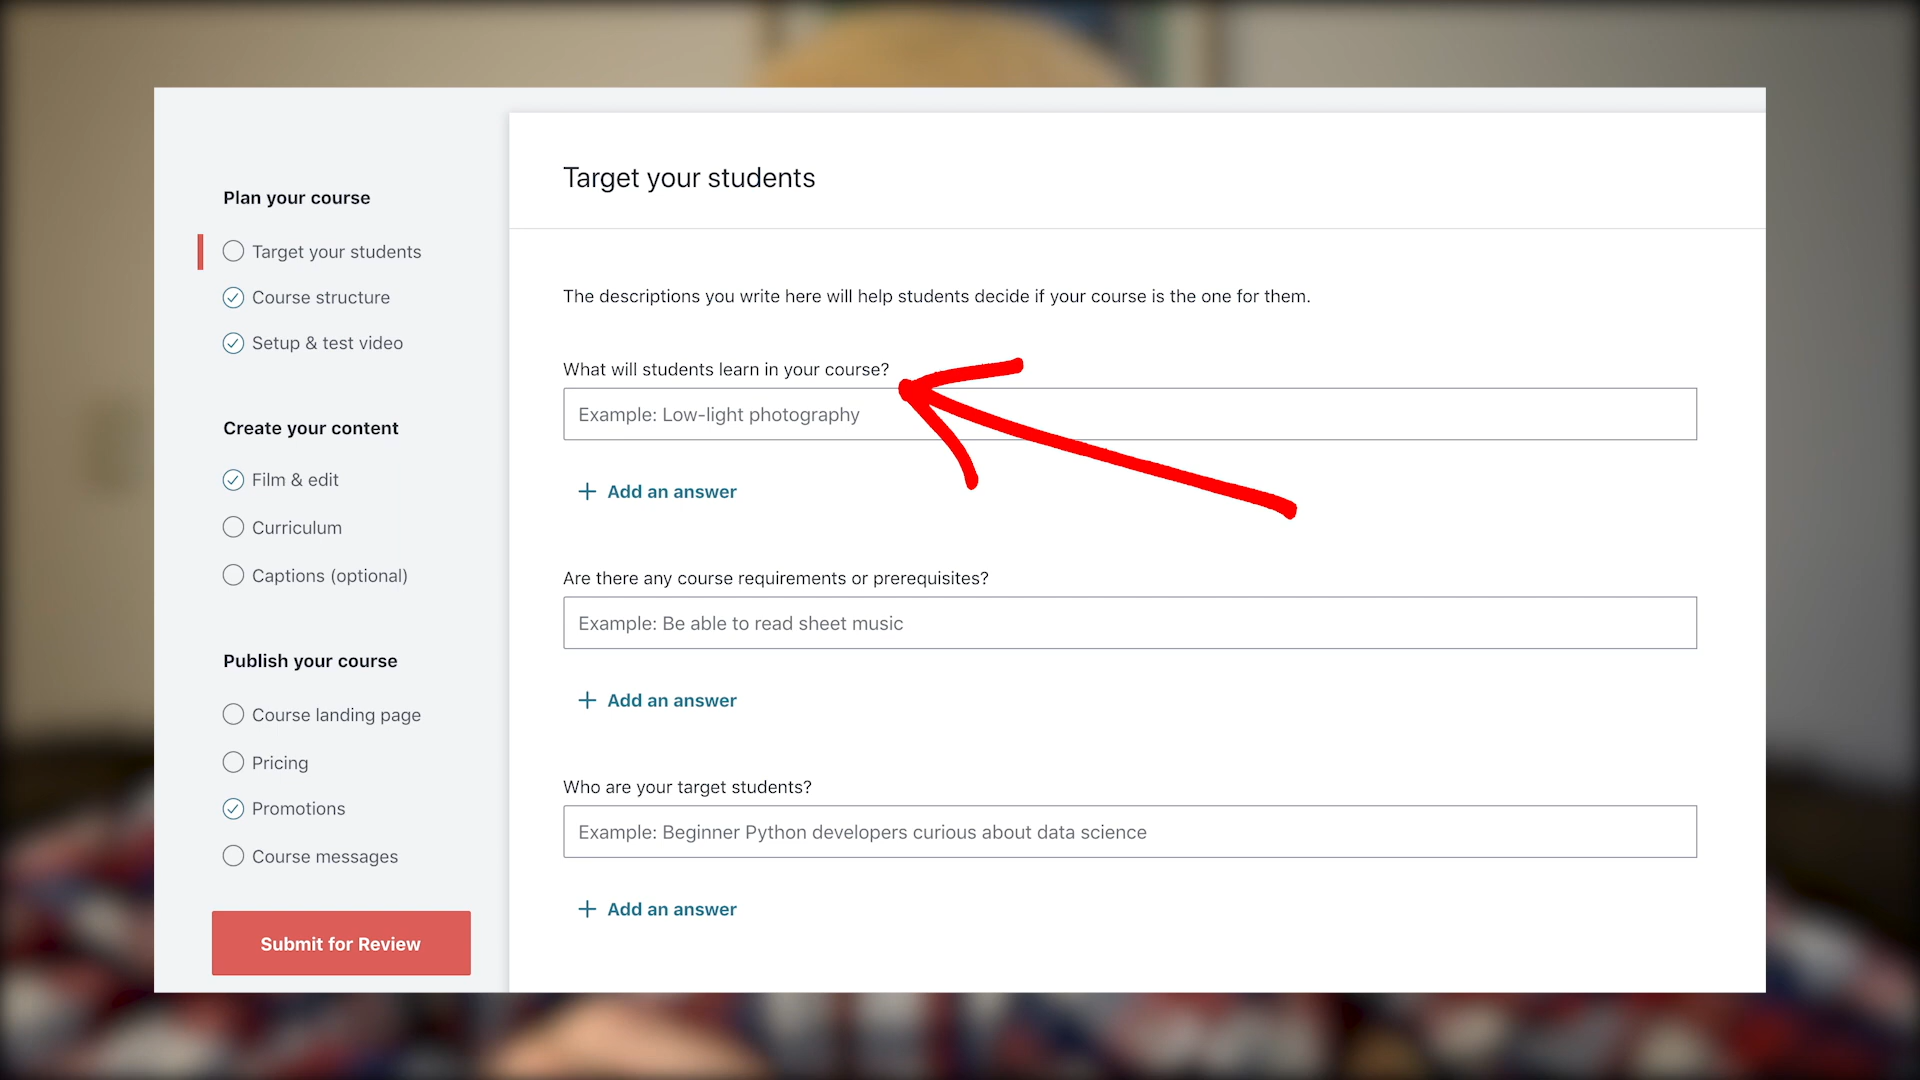 Plan your course
Target your students
Course structure
Setup & test video
Create your content
Film & edit
Curriculum
Captions (optional)
Publish your course
Course landing page
Pricing
Promotions
Course messages
Submit for Review
Target your students
The descriptions you write here will help students decide if your course is the one for them.
What will students learn in your course?
Example: Low-light photography
+ Add an answer
Are there any course requirements or prerequisites?
Example: Be able to read sheet music
+ Add an answer
Who are your target students?
Example: Beginner Python developers curious about data science
+ Add an answer